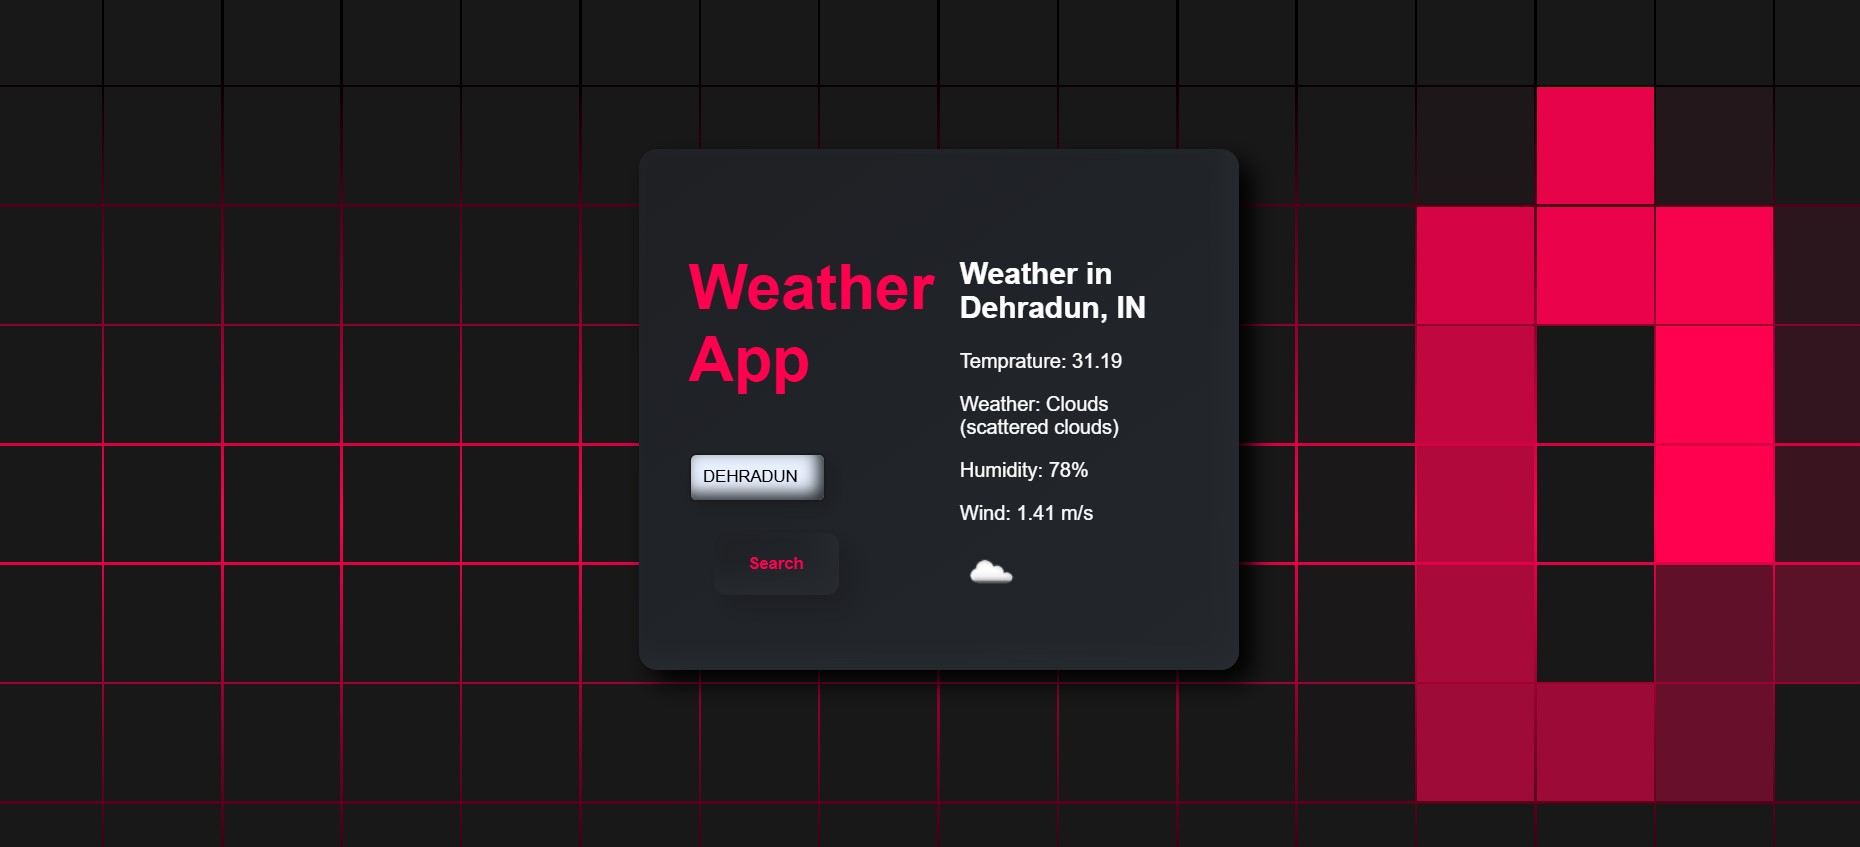 Weather
App
DEHRADUN
Search
Weather in
Dehradun, IN
Temprature: 31.19
Weather: Clouds
(scattered clouds)
Humidity: 78%
Wind: 1.41 m/s